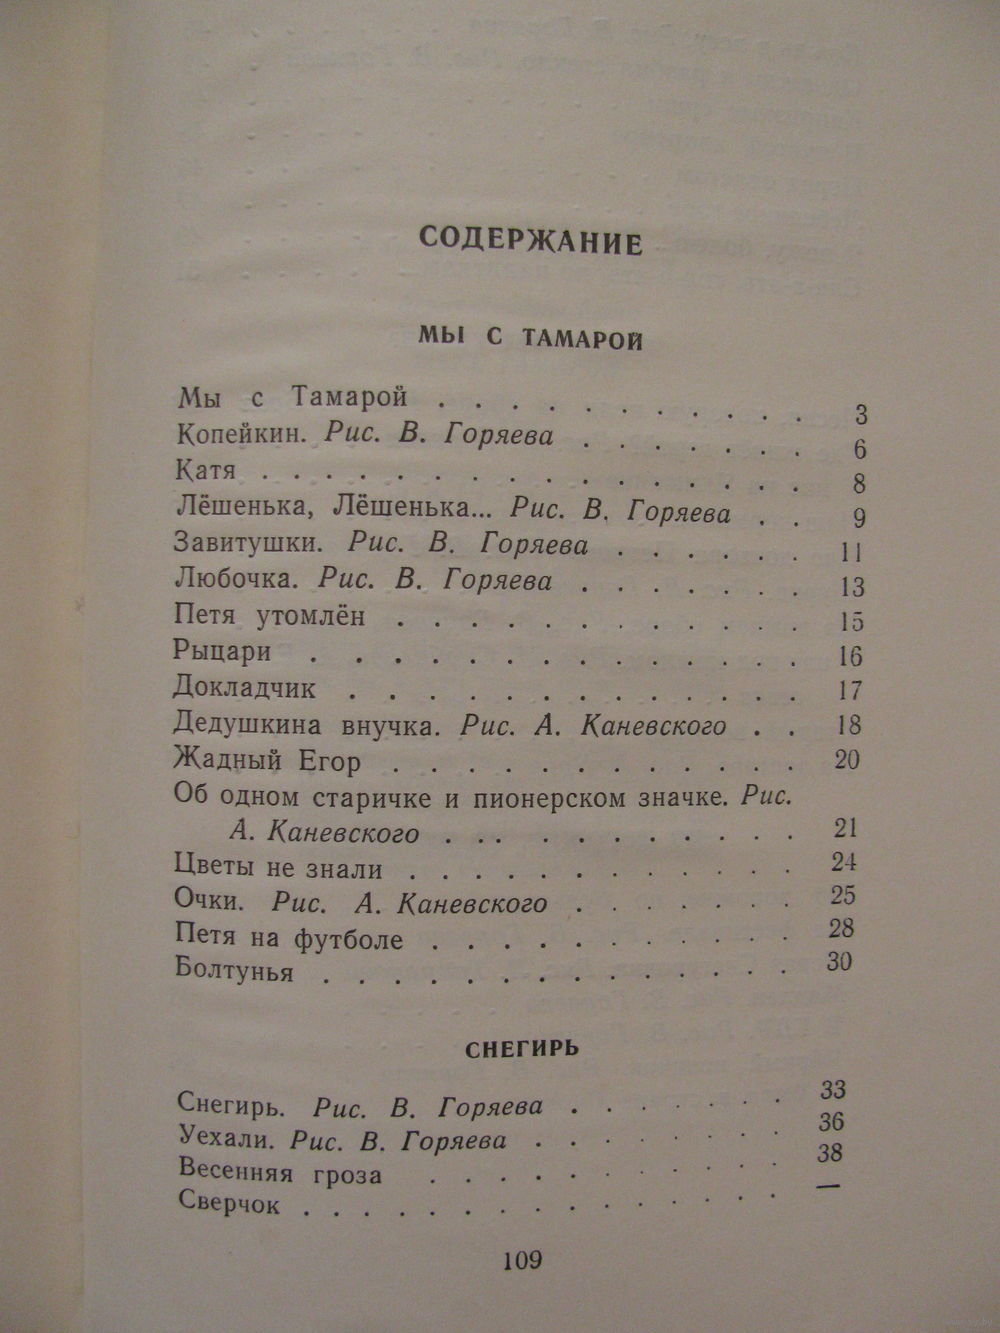 СОДЕРЖАНИЕ
МЫ С ТАМАРОЙ
Мы с Тамарой . . . . . . . . . . . 3
Копейкин. Рис. В. Горяева . . . . . . . 6
Катя . . . . . . . . . . . . . . . 8
Лёшенька, Лёшенька... Рис. В. Горяева . . 9
Завитушки. Рис. В. Горяева . . . . . . 11
Любочка. Рис. В. Горяева . . . . . . . 13
Петя утомлён . . . . . . . . . . . . 15
Рыцари . . . . . . . . . . . . . 16
Докладчик . . . . . . . . . . . . 17
Дедушкина внучка. Рис. А. Каневского . . 18
Жадный Егор . . . . . . . . . . . . 20
Об одном старичке и пионерском значке. Рис.
А. Каневского . . . . . . . . . . . 21
Цветы не знали . . . . . . . . . . . 24
Очки. Рис. А. Каневского . . . . . . . 25
Петя на футболе . . . . . . . . . . 28
Болтунья . . . . . . . . . . . . . 30
СНЕГИРЬ
Снегирь. Рис. В. Горяева . . . . . . . 33
Уехали. Рис. В. Горяева . . . . . . . . 36
Весенняя гроза . . . . . . . . . . . 38
Сверчок . . . . . . . . . . . . . . —
109